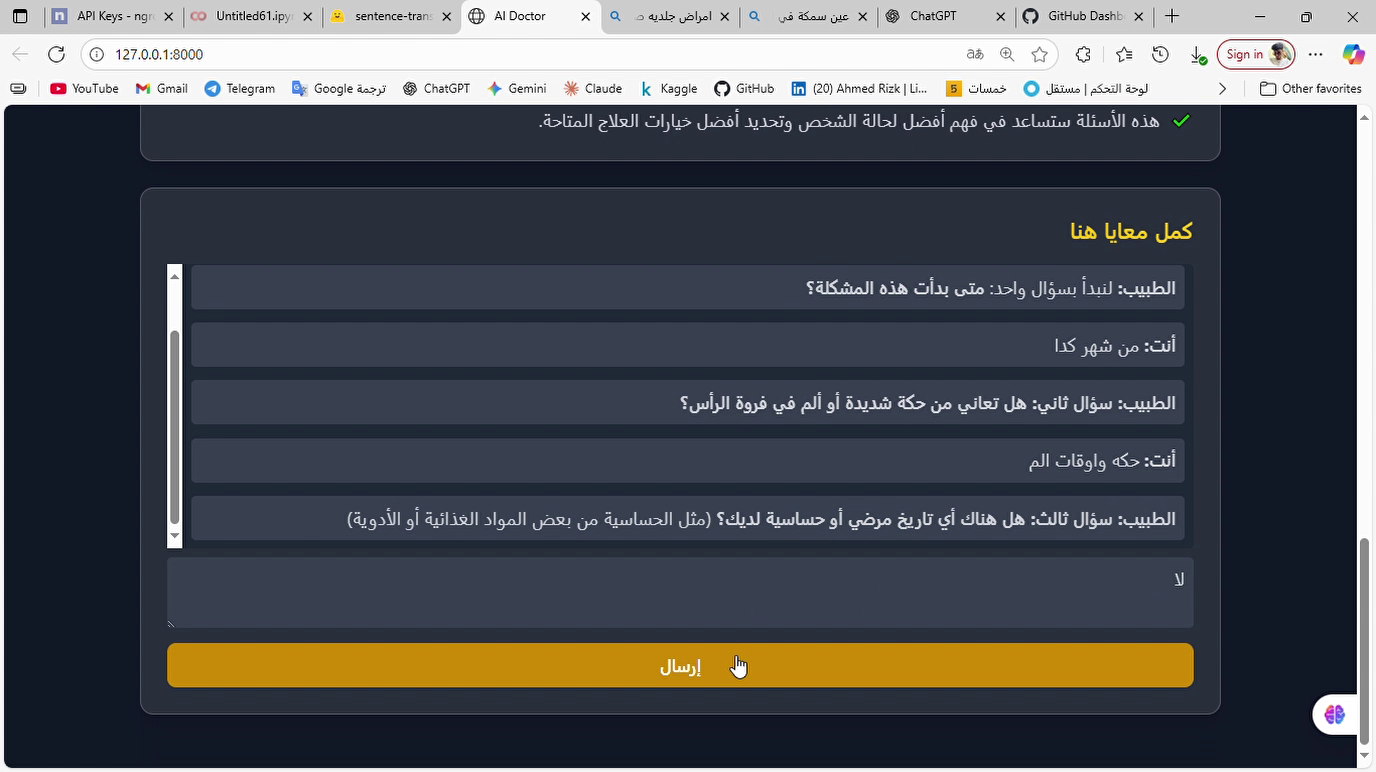 API Keys - ngr
Untitled61.ipy
sentence-tran
AI Doctor
امراض جلديه
عين سمكة في
ChatGPT
GitHub Dashb
127.0.0.1:8000
Sign in
YouTube
Gmail
Telegram
ترجمة Google
ChatGPT
Gemini
Claude
Kaggle
GitHub
(20) Ahmed Rizk | Li...
خمسات
لوحة التحكم | مستقل
Other favorites
هذه الأسئلة ستساعد في فهم أفضل لحالة الشخص وتحديد أفضل خيارات العلاج المتاحة.
كمل معايا هنا
الطبيب: لنبدأ بسؤال واحد: متى بدأت هذه المشكلة؟
أنت: من شهر كدا
الطبيب: سؤال ثاني: هل تعاني من حكة شديدة أو ألم في فروة الرأس؟
أنت: حكه واوقات الم
الطبيب: سؤال ثالث: هل هناك أي تاريخ مرضي أو حساسية لديك؟ (مثل الحساسية من بعض المواد الغذائية أو الأدوية)
لا
إرسال